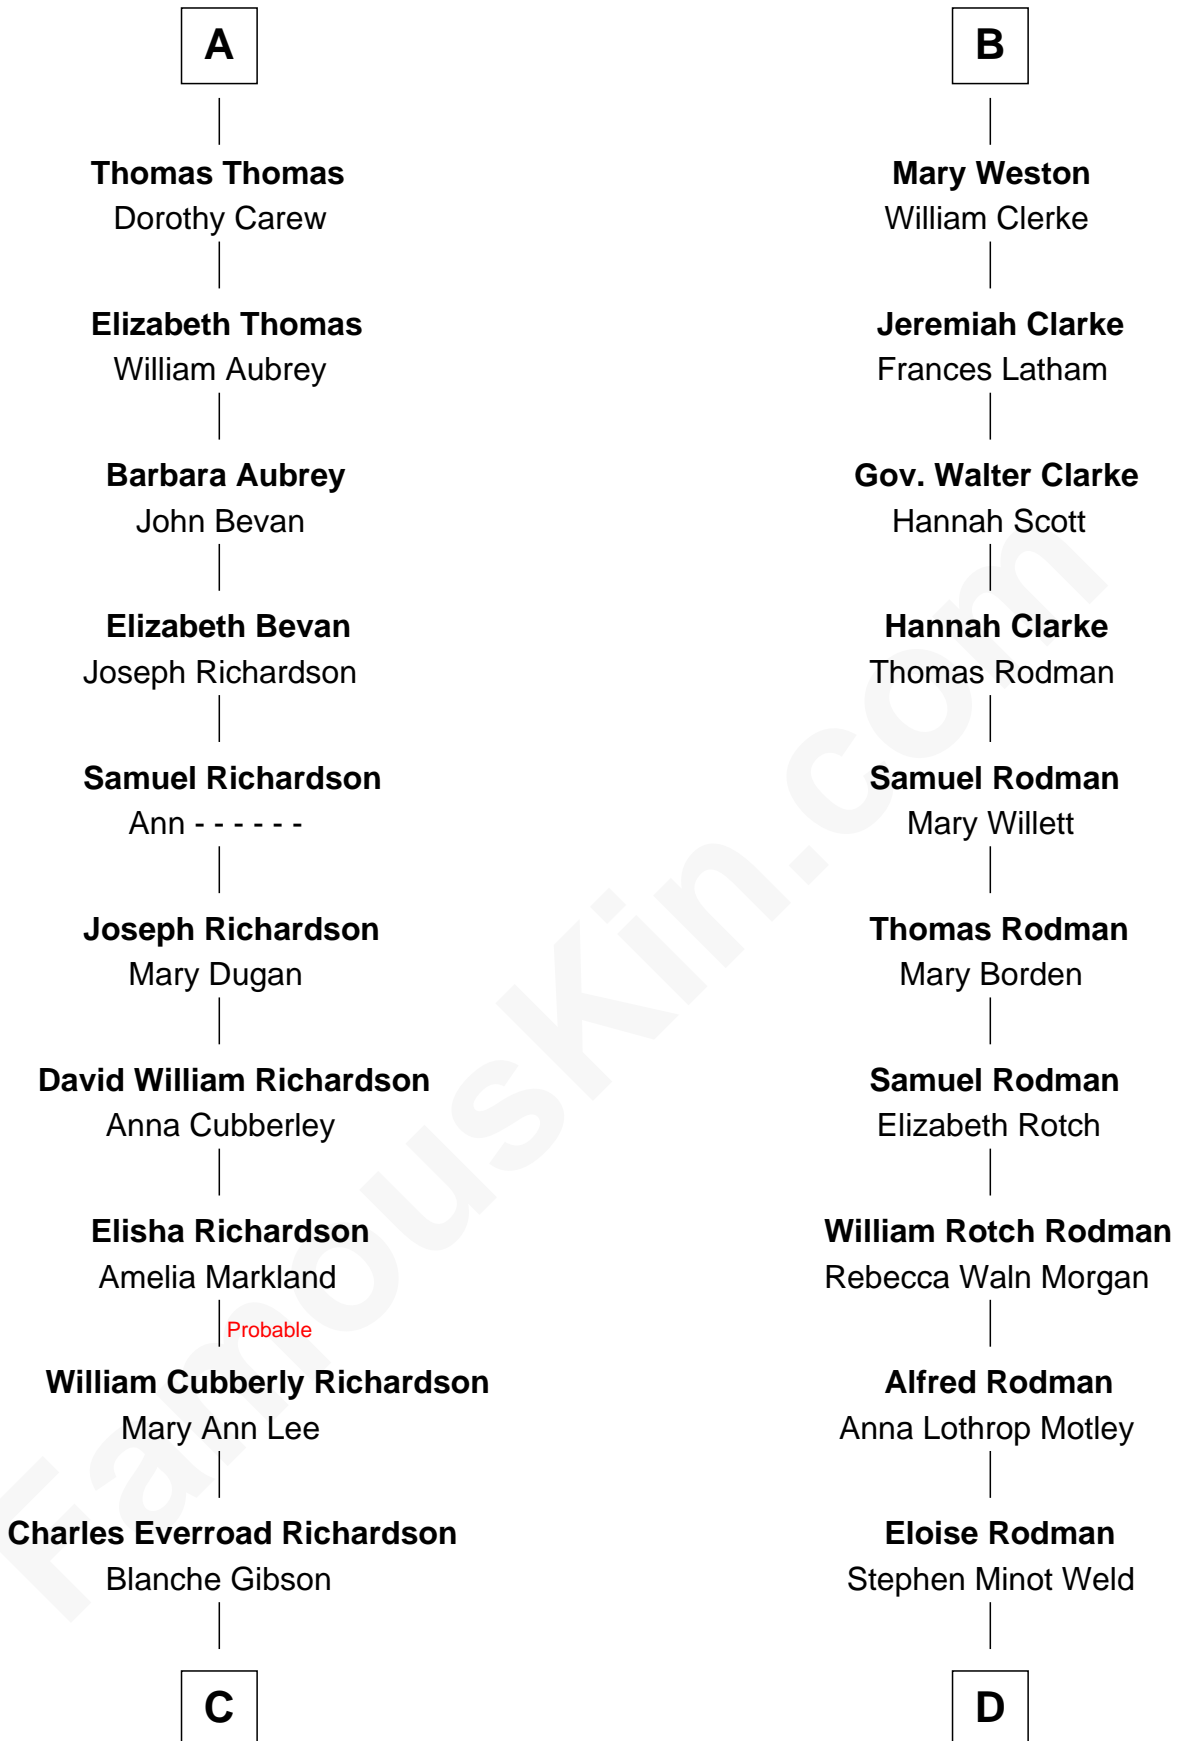 A
Thomas Thomas
Dorothy Carew
Elizabeth Thomas
William Aubrey
Barbara Aubrey
John Bevan
Elizabeth Bevan
Joseph Richardson
Samuel Richardson
Ann - - - - - -
Joseph Richardson
Mary Dugan
David William Richardson
Anna Cubberley
Elisha Richardson
Amelia Markland
Probable
William Cubberly Richardson
Mary Ann Lee
Charles Everroad Richardson
Blanche Gibson
C
B
Mary Weston
William Clerke
Jeremiah Clarke
Frances Latham
Gov. Walter Clarke
Hannah Scott
Hannah Clarke
Thomas Rodman
Samuel Rodman
Mary Willett
Thomas Rodman
Mary Borden
Samuel Rodman
Elizabeth Rotch
William Rotch Rodman
Rebecca Waln Morgan
Alfred Rodman
Anna Lothrop Motley
Eloise Rodman
Stephen Minot Weld
D
FamousKin.com